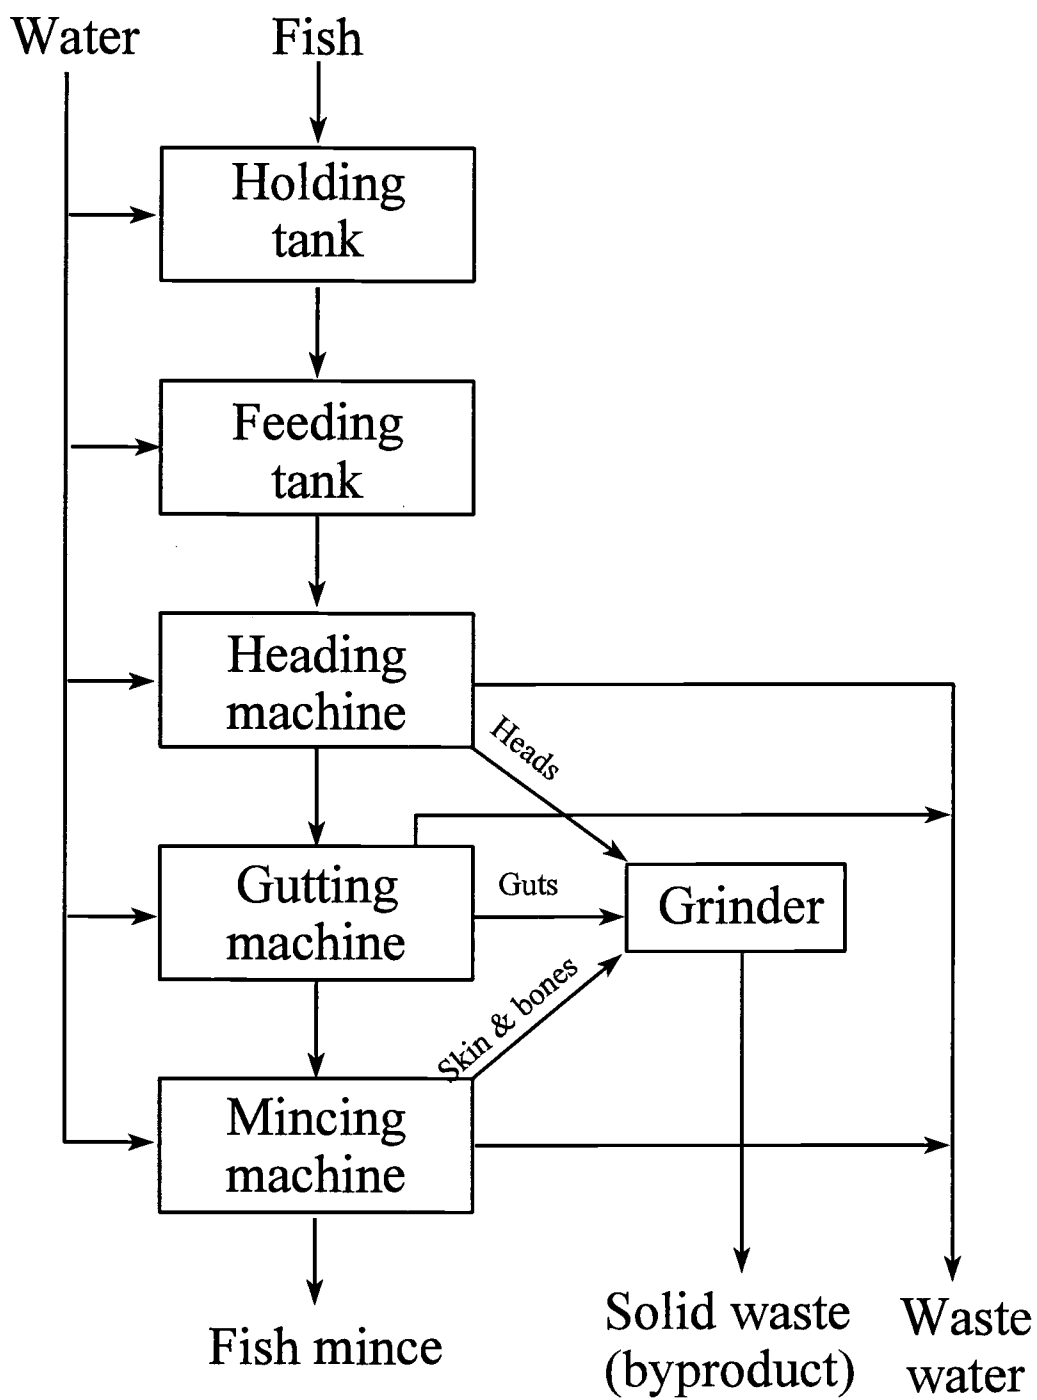 Water
Fish
Holding
tank
Feeding
tank
Heading
machine
Heads
Gutting
machine
Guts
Grinder
Skin & bones
Mincing
machine
Fish mince
Solid waste
(byproduct)
Waste
water